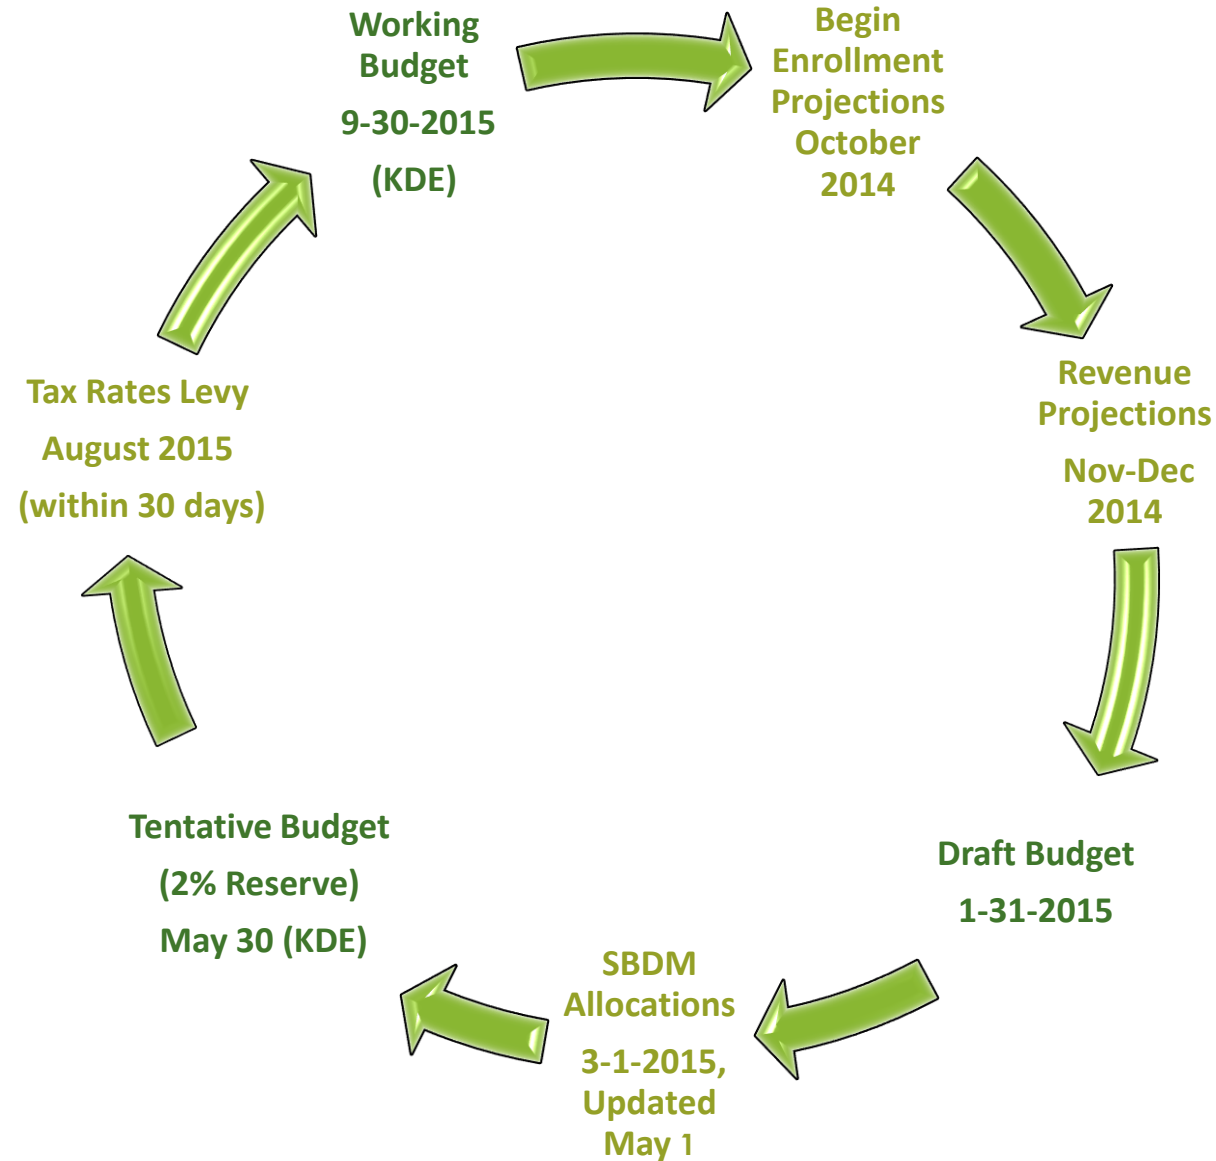 Working
Budget
9-30-2015
(KDE)
Begin
Enrollment
Projections
October
2014
Revenue
Projections
Nov-Dec
2014
Draft Budget
1-31-2015
SBDM
Allocations
3-1-2015,
Updated
May 1
Tentative Budget
(2% Reserve)
May 30 (KDE)
Tax Rates Levy
August 2015
(within 30 days)